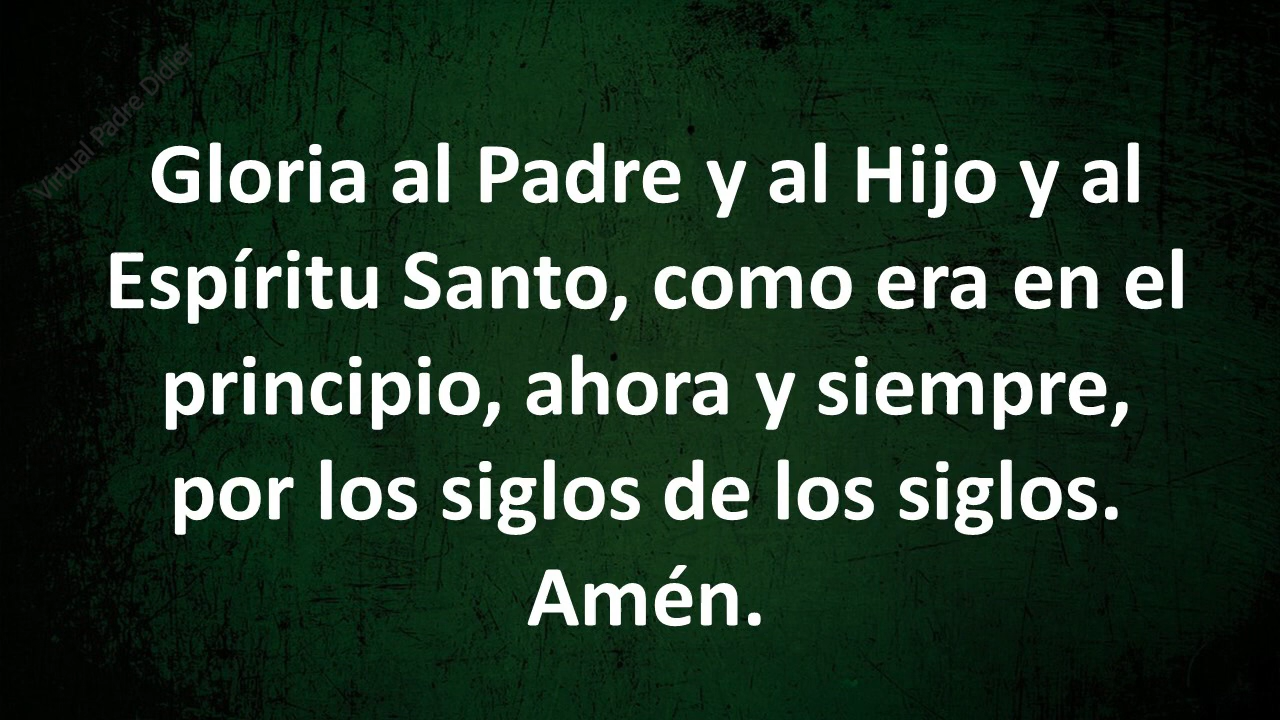 Virtual Padre Didier
Gloria al Padre y al Hijo y al
Espíritu Santo, como era en el
principio, ahora y siempre,
por los siglos de los siglos.
Amén.